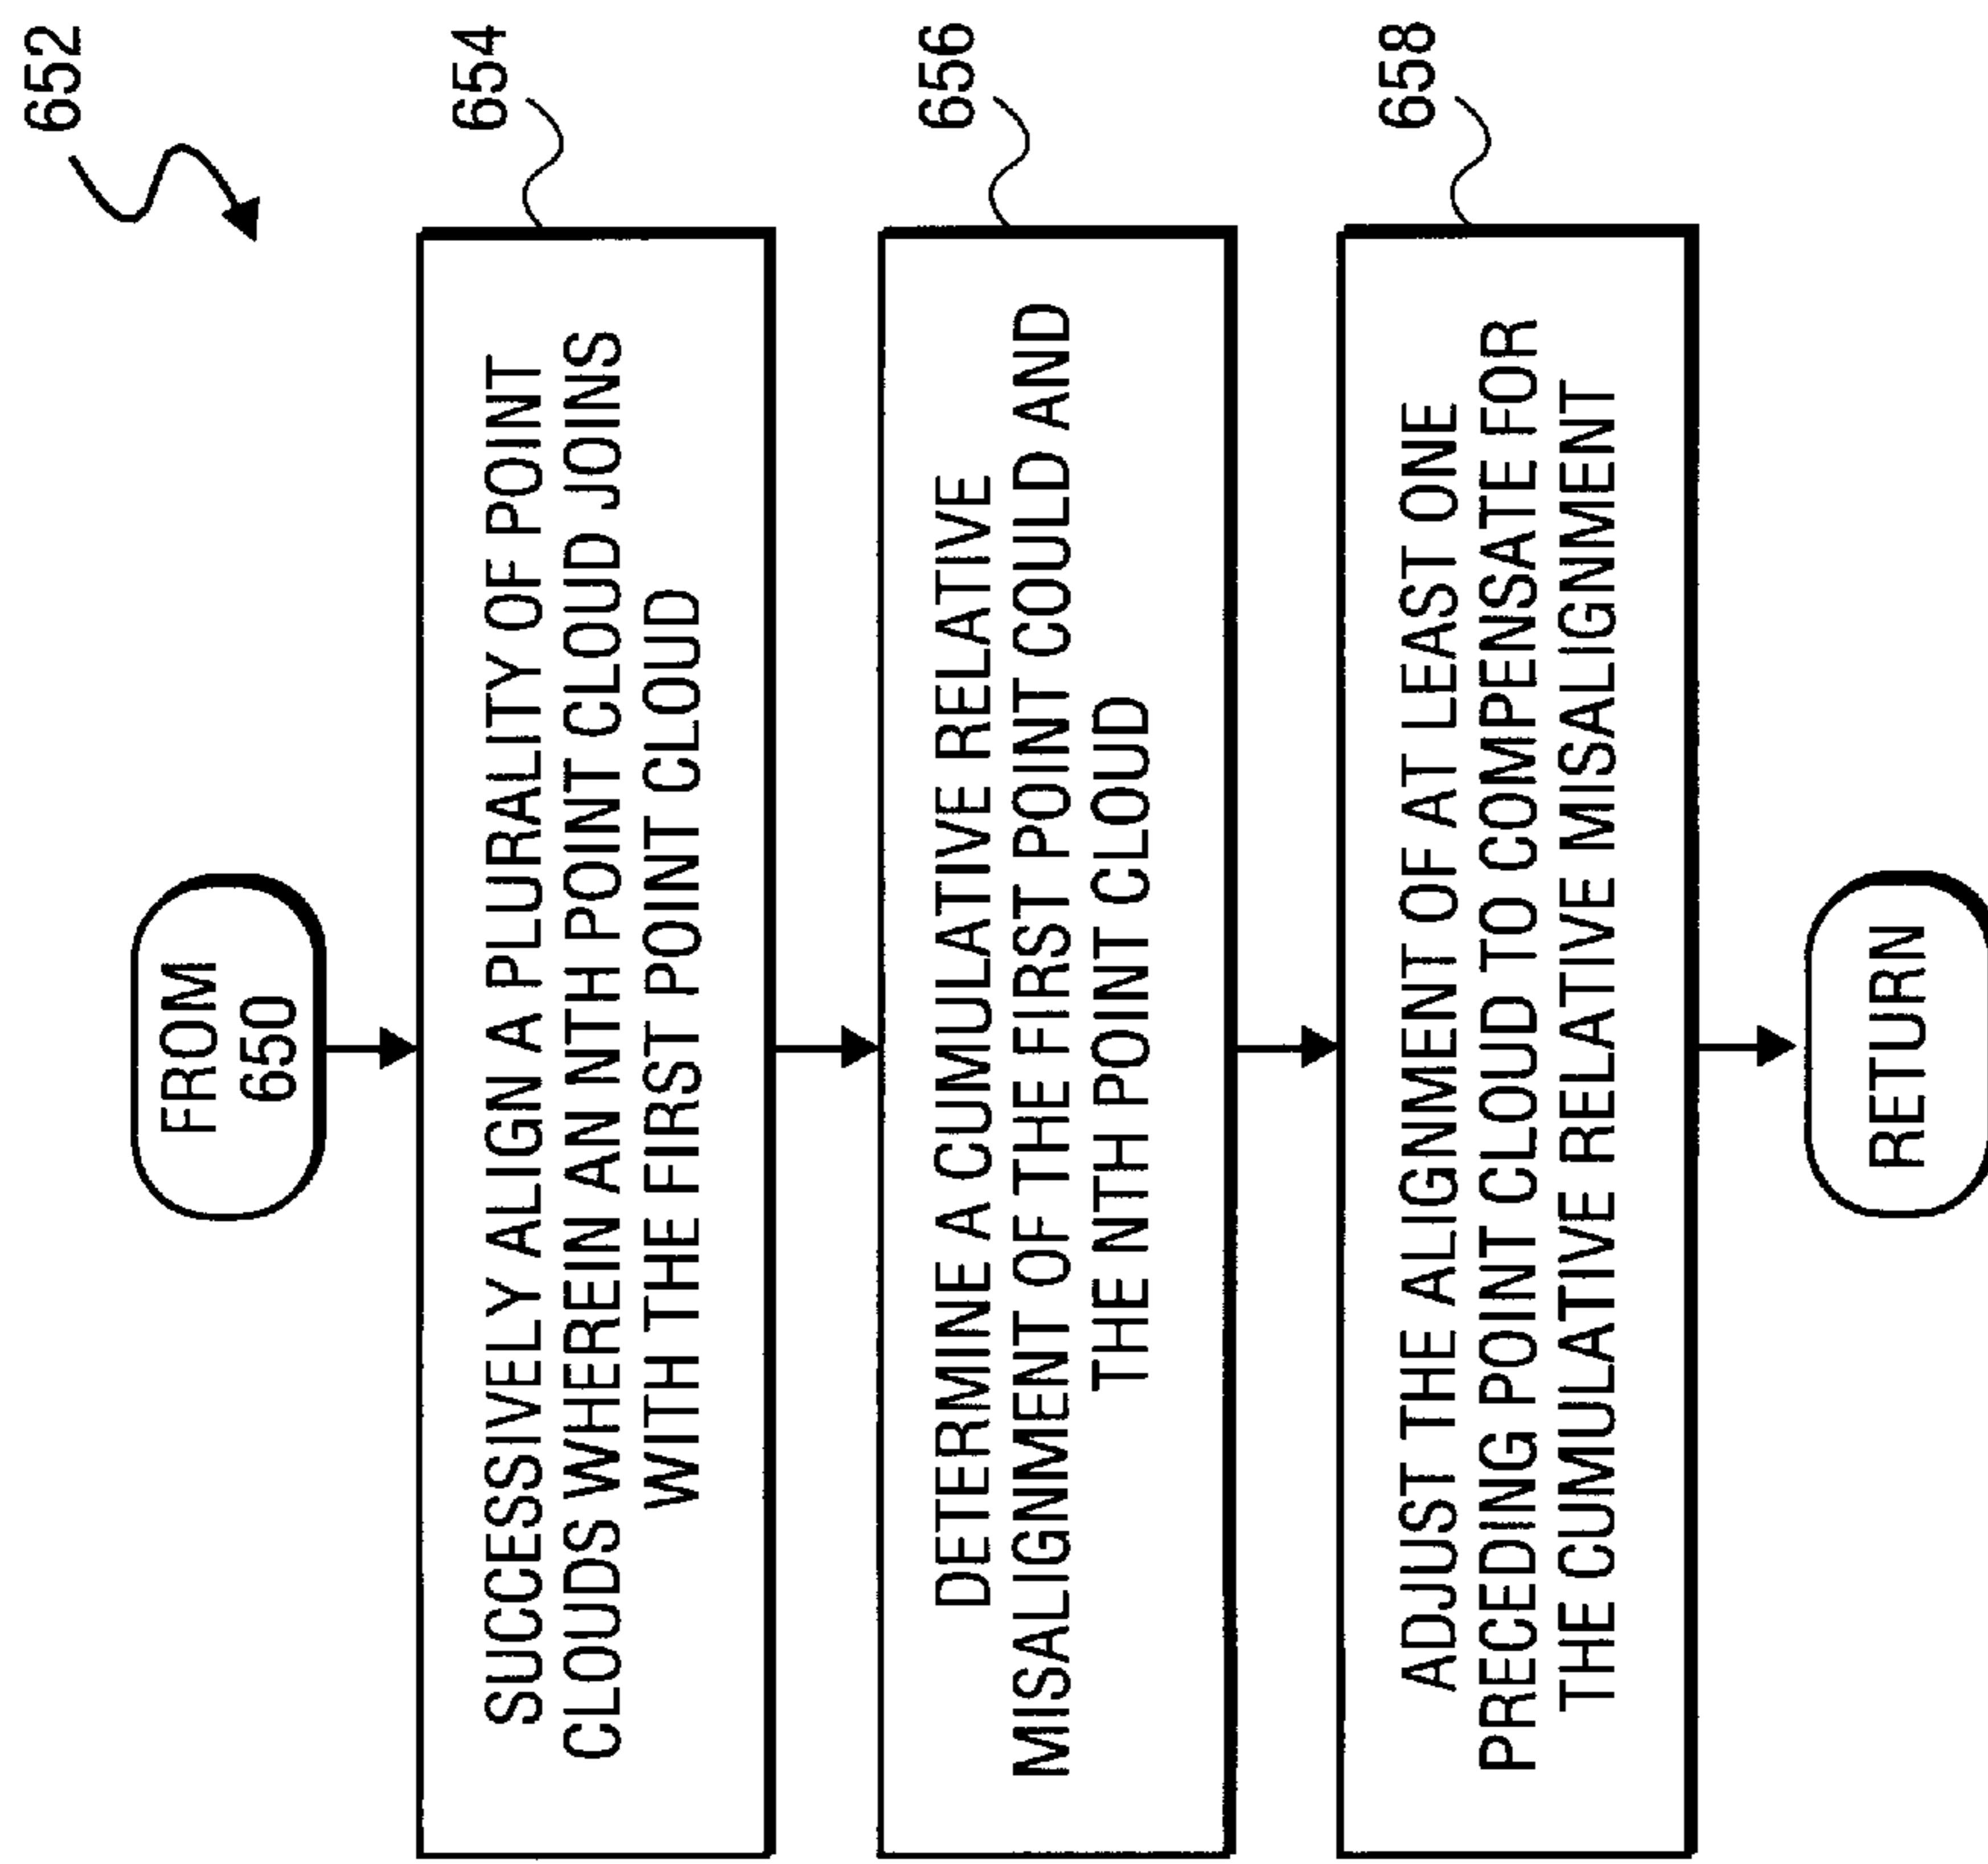 652
FROM
650
654
SUCCESSIVELY ALIGN A PLURALITY OF POINT
CLOUDS WHEREIN AN NTH POINT CLOUD JOINS
WITH THE FIRST POINT CLOUD
656
DETERMINE A CUMULATIVE RELATIVE
MISALIGNMENT OF THE FIRST POINT COULD AND
THE NTH POINT CLOUD
658
ADJUST THE ALIGNMENT OF AT LEAST ONE
PRECEDING POINT CLOUD TO COMPENSATE FOR
THE CUMULATIVE RELATIVE MISALIGNMENT
RETURN